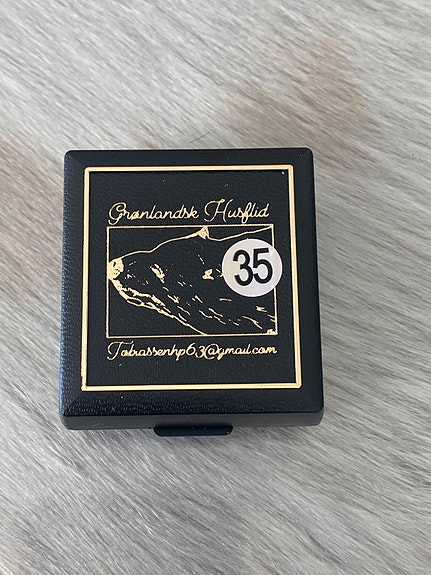 Grønlandsk Husflid
35
Tobiassenhp63@gmail.com